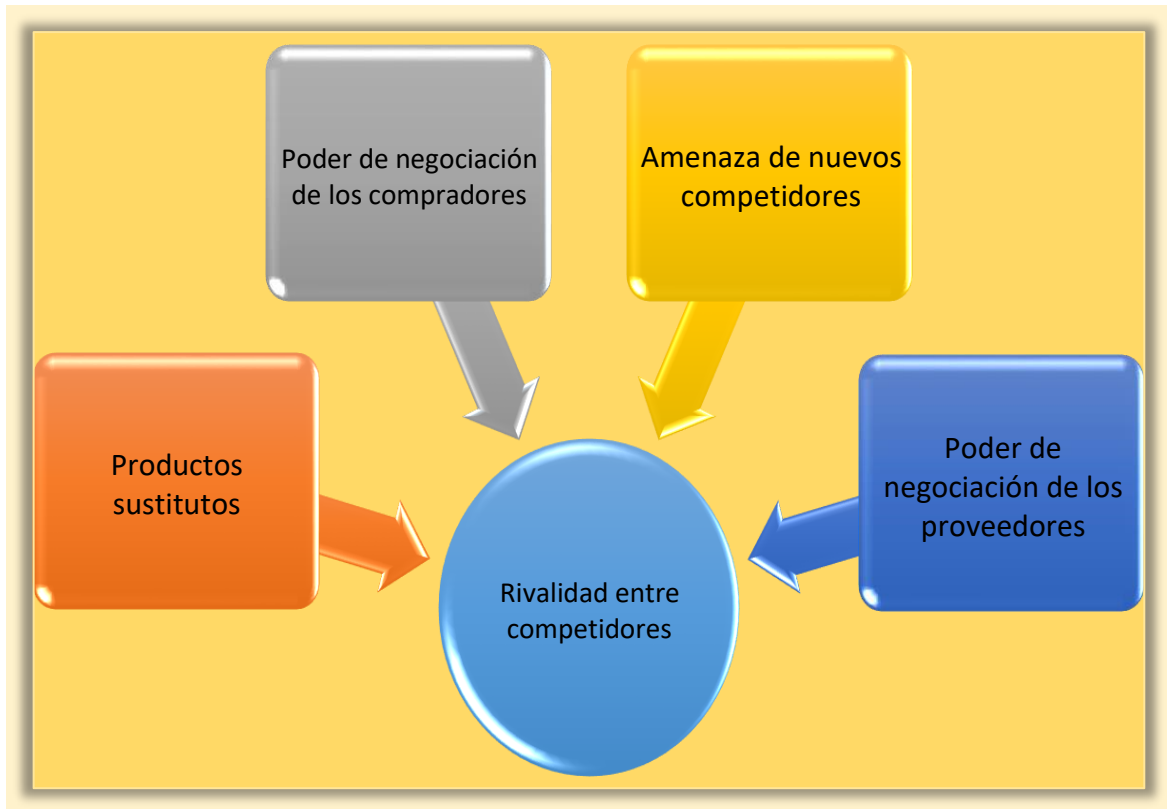 Poder de negociación
de los compradores
Amenaza de nuevos
competidores
Productos
sustitutos
Poder de
negociación de los
proveedores
Rivalidad entre
competidores